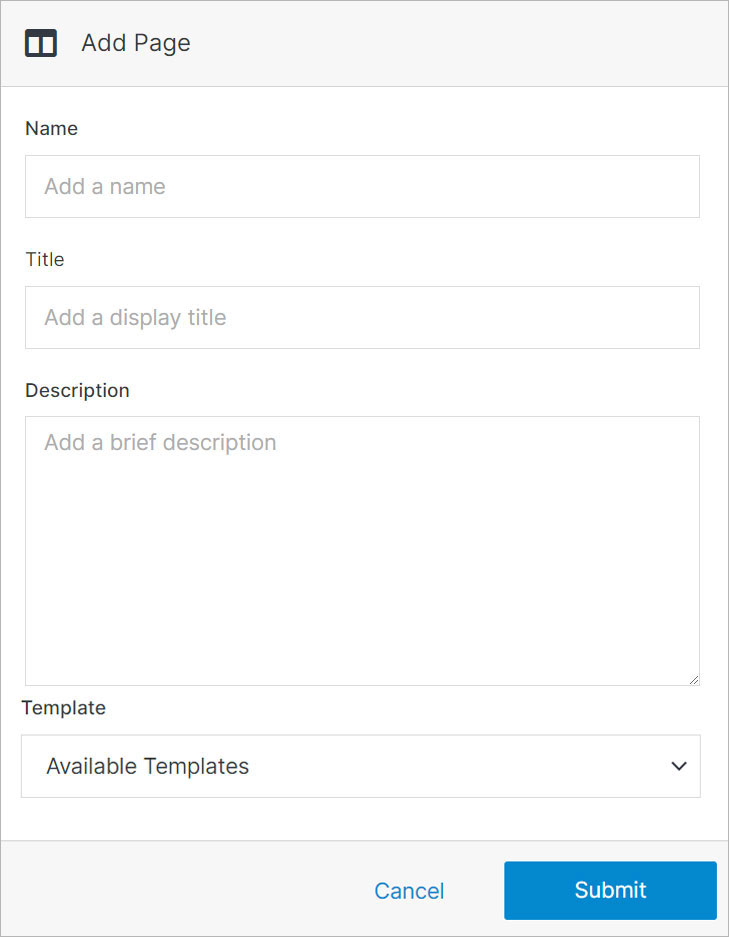 Add Page
Name
Add a name
Title
Add a display title
Description
Add a brief description
Template
Available Templates
Cancel
Submit